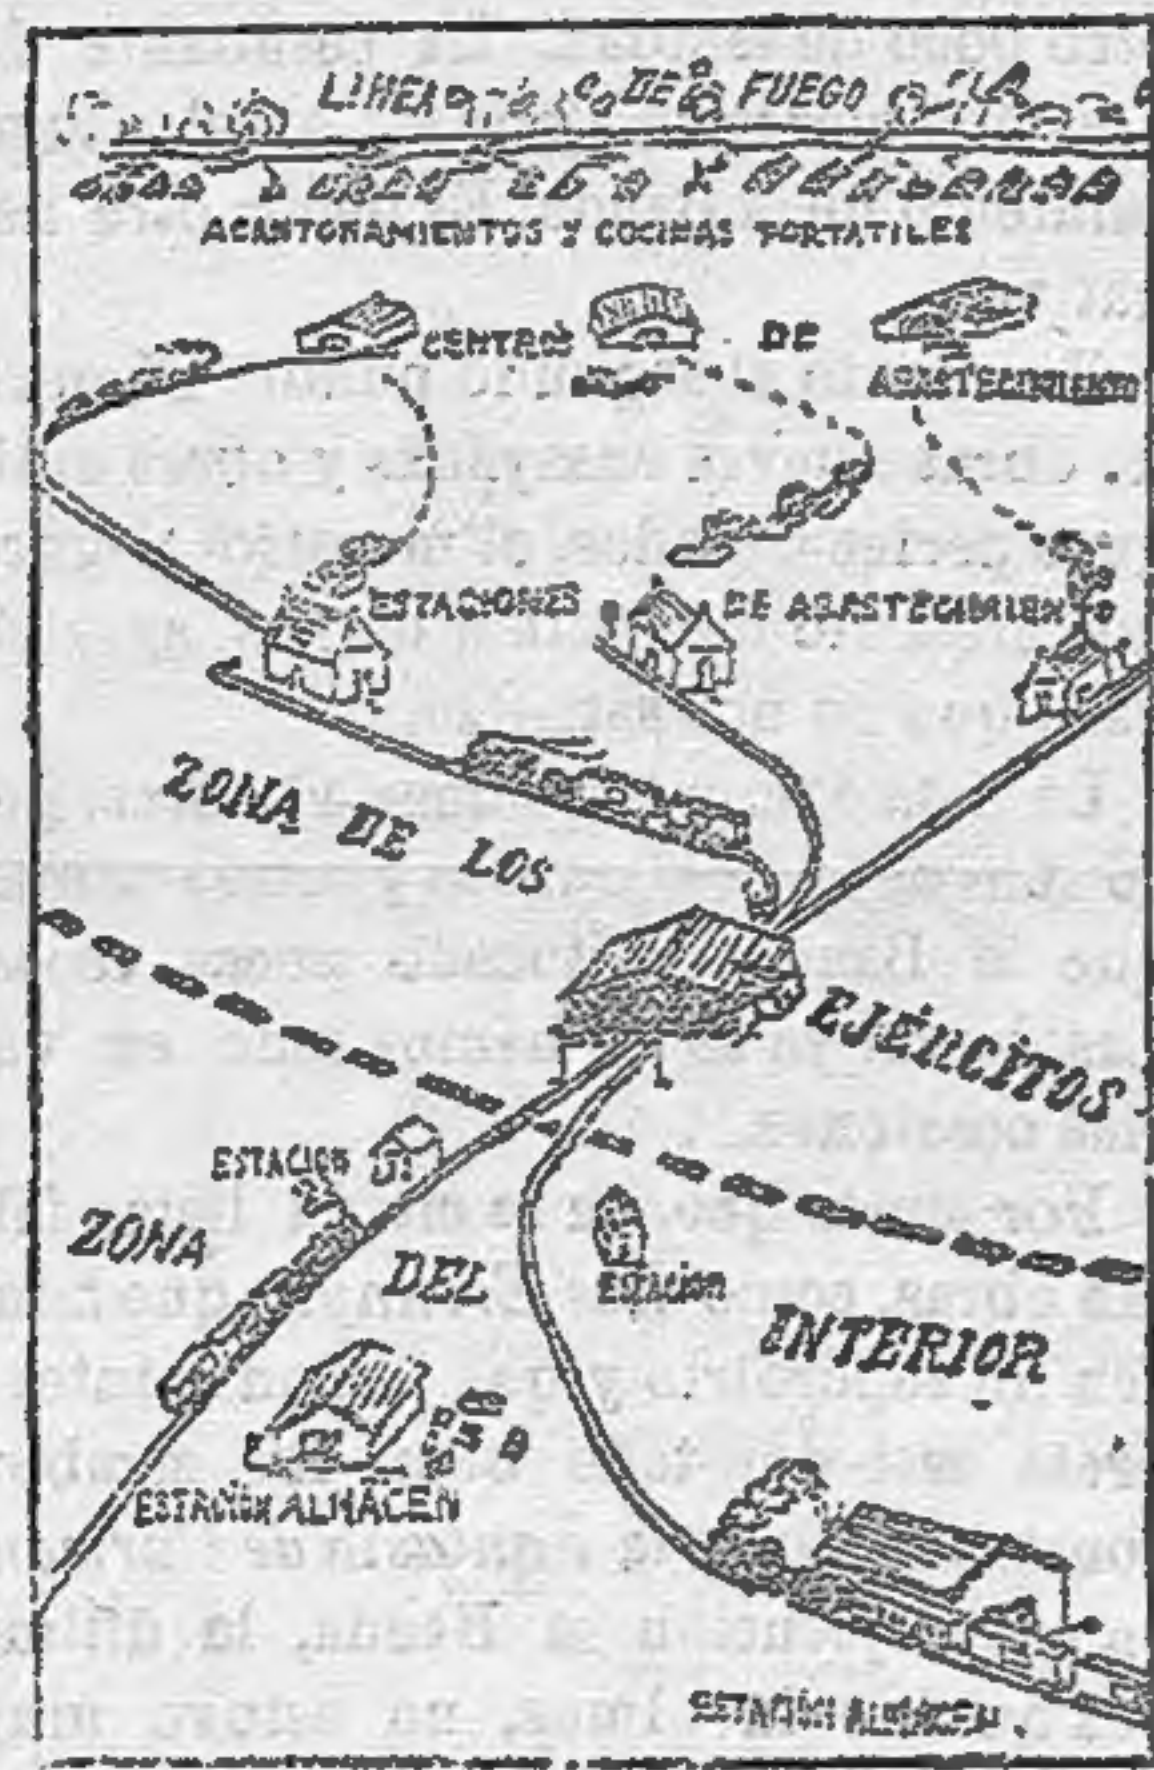 LINEA DE FUEGO
ACANTONAMIENTOS Y COCINAS PORTATILES
CENTROS DE
ABASTECIMIENTO
ESTACIONES DE ABASTECIMIENTO
ZONA DE LOS
EJÉRCITOS
ESTACION
ZONA DEL INTERIOR
ESTACION
ESTACIÓN ALMACEN
ESTACIÓN ALMACEN.